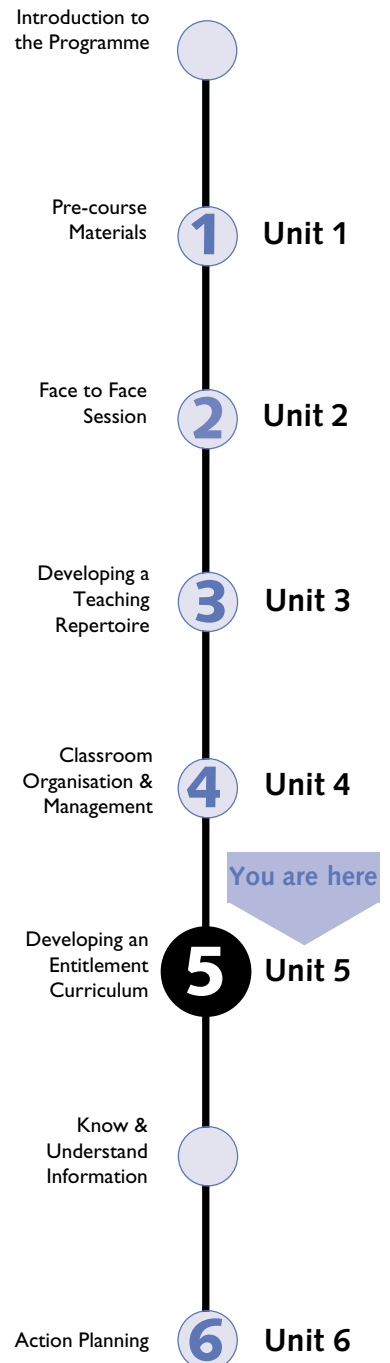 Introduction to
the Programme
Pre-course
Materials
1
Unit 1
Face to Face
Session
2
Unit 2
Developing a
Teaching
Repertoire
3
Unit 3
Classroom
Organisation &
Management
4
Unit 4
You are here
Developing an
Entitlement
Curriculum
5
Unit 5
Know &
Understand
Information
Action Planning
6
Unit 6